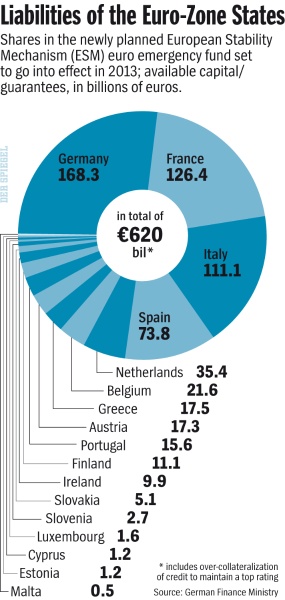 Liabilities of the Euro-Zone States
Shares in the newly planned European Stability
Mechanism (ESM) euro emergency fund set
to go into effect in 2013; available capital/
guarantees, in billions of euros.
DER SPIEGEL
Germany
168.3
France
126.4
in total of
€620
bil*
Italy
111.1
Spain
73.8
Netherlands 35.4
Belgium 21.6
Greece 17.5
Austria 17.3
Portugal 15.6
Finland 11.1
Ireland 9.9
Slovakia 5.1
Slovenia 2.7
Luxembourg 1.6
Cyprus 1.2
Estonia 1.2
Malta 0.5
* includes over-collateralization
of credit to maintain a top rating
Source: German Finance Ministry